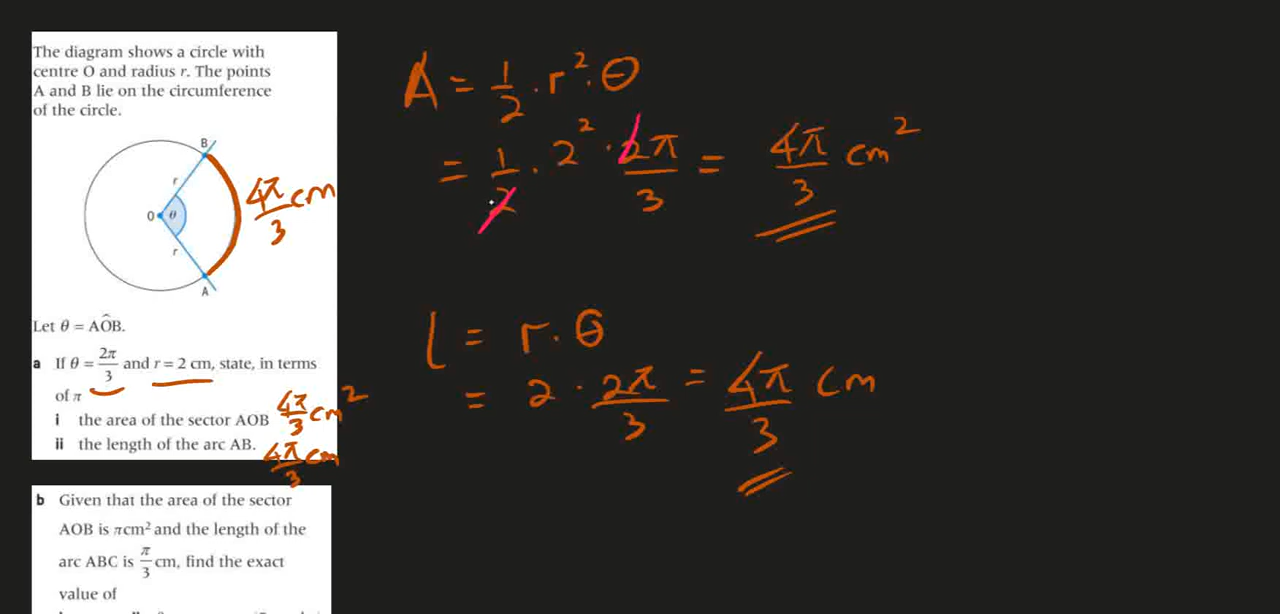 The diagram shows a circle with
centre O and radius r. The points
A and B lie on the circumference
of the circle.
B
r
4π/3 cm
O θ
r
A
Let θ = AÔB.
a If θ = 2π/3 and r = 2 cm, state, in terms
of π
i the area of the sector AOB 4π/3 cm²
ii the length of the arc AB. 4π/3 cm
b Given that the area of the sector
AOB is πcm² and the length of the
arc ABC is π/3 cm, find the exact
value of
A = 1/2 · r² · θ
= 1/2 · 2² · 2π/3 = 4π/3 cm²
l = r · θ
= 2 · 2π/3 = 4π/3 cm